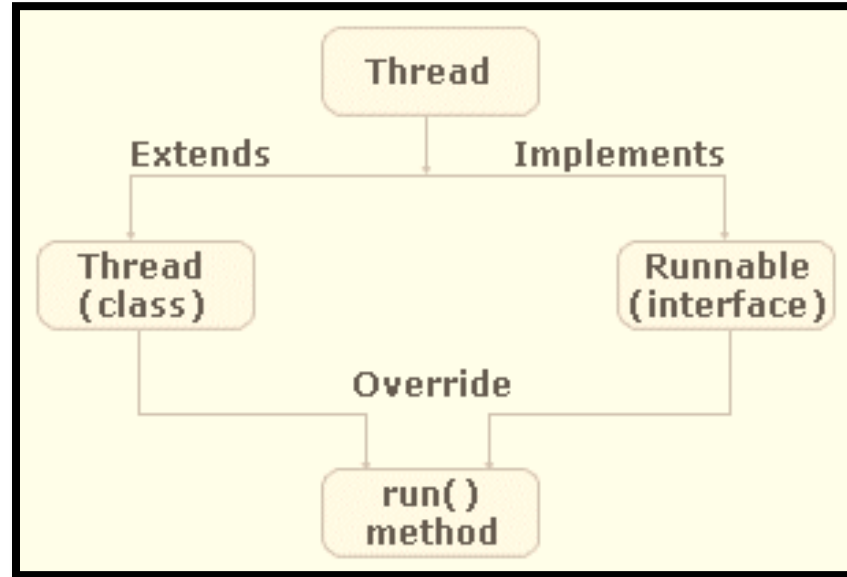 Thread
Extends
Implements
Thread
(class)
Runnable
(interface)
Override
run()
method